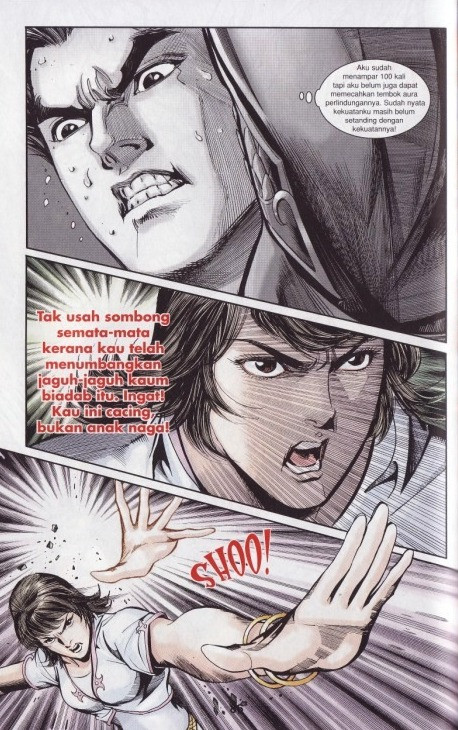 Aku sudah
menampar 100 kali
tapi aku belum juga dapat
memecahkan tembok aura
perlindungannya. Sudah nyata
kekuatanku masih belum
setanding dengan
kekuatannya!
Tak usah sombong
semata-mata
kerana kau telah
menumbangkan
jaguh-jaguh kaum
biadab itu. Ingat!
Kau ini cacing,
bukan anak naga!
SHOO!